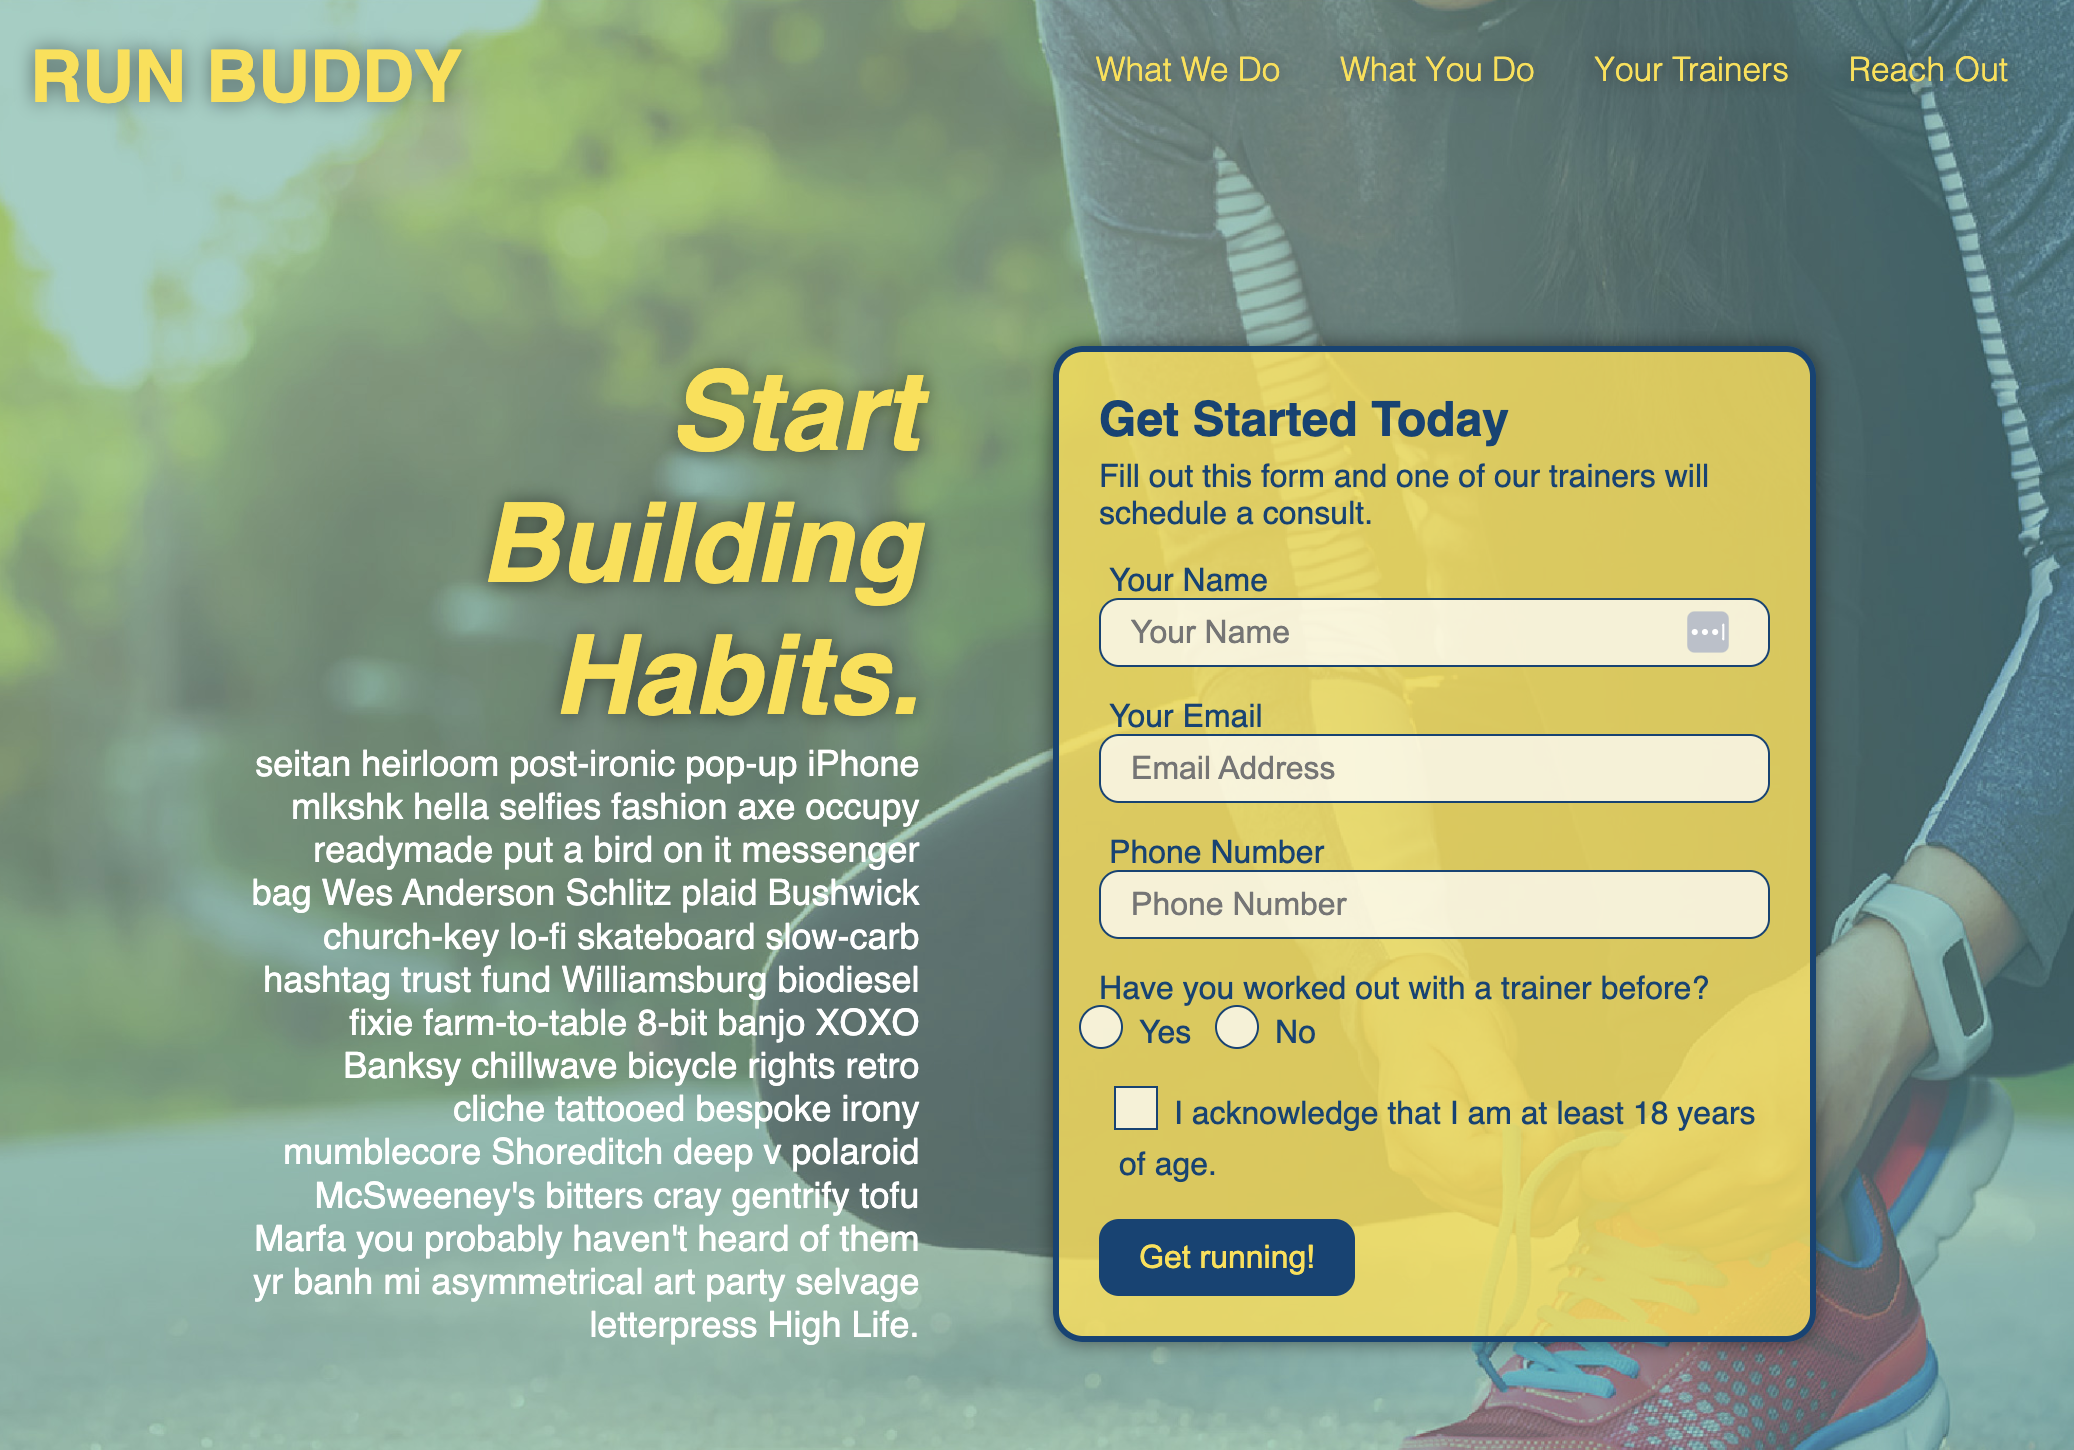 RUN BUDDY
What We Do
What You Do
Your Trainers
Reach Out
Start
Building
Habits.
seitan heirloom post-ironic pop-up iPhone
mlkshk hella selfies fashion axe occupy
readymade put a bird on it messenger
bag Wes Anderson Schlitz plaid Bushwick
church-key lo-fi skateboard slow-carb
hashtag trust fund Williamsburg biodiesel
fixie farm-to-table 8-bit banjo XOXO
Banksy chillwave bicycle rights retro
cliche tattooed bespoke irony
mumblecore Shoreditch deep v polaroid
McSweeney's bitters cray gentrify tofu
Marfa you probably haven't heard of them
yr banh mi asymmetrical art party selvage
letterpress High Life.
Get Started Today
Fill out this form and one of our trainers will
schedule a consult.
Your Name
Your Name
Your Email
Email Address
Phone Number
Phone Number
Have you worked out with a trainer before?
Yes
No
I acknowledge that I am at least 18 years
of age.
Get running!